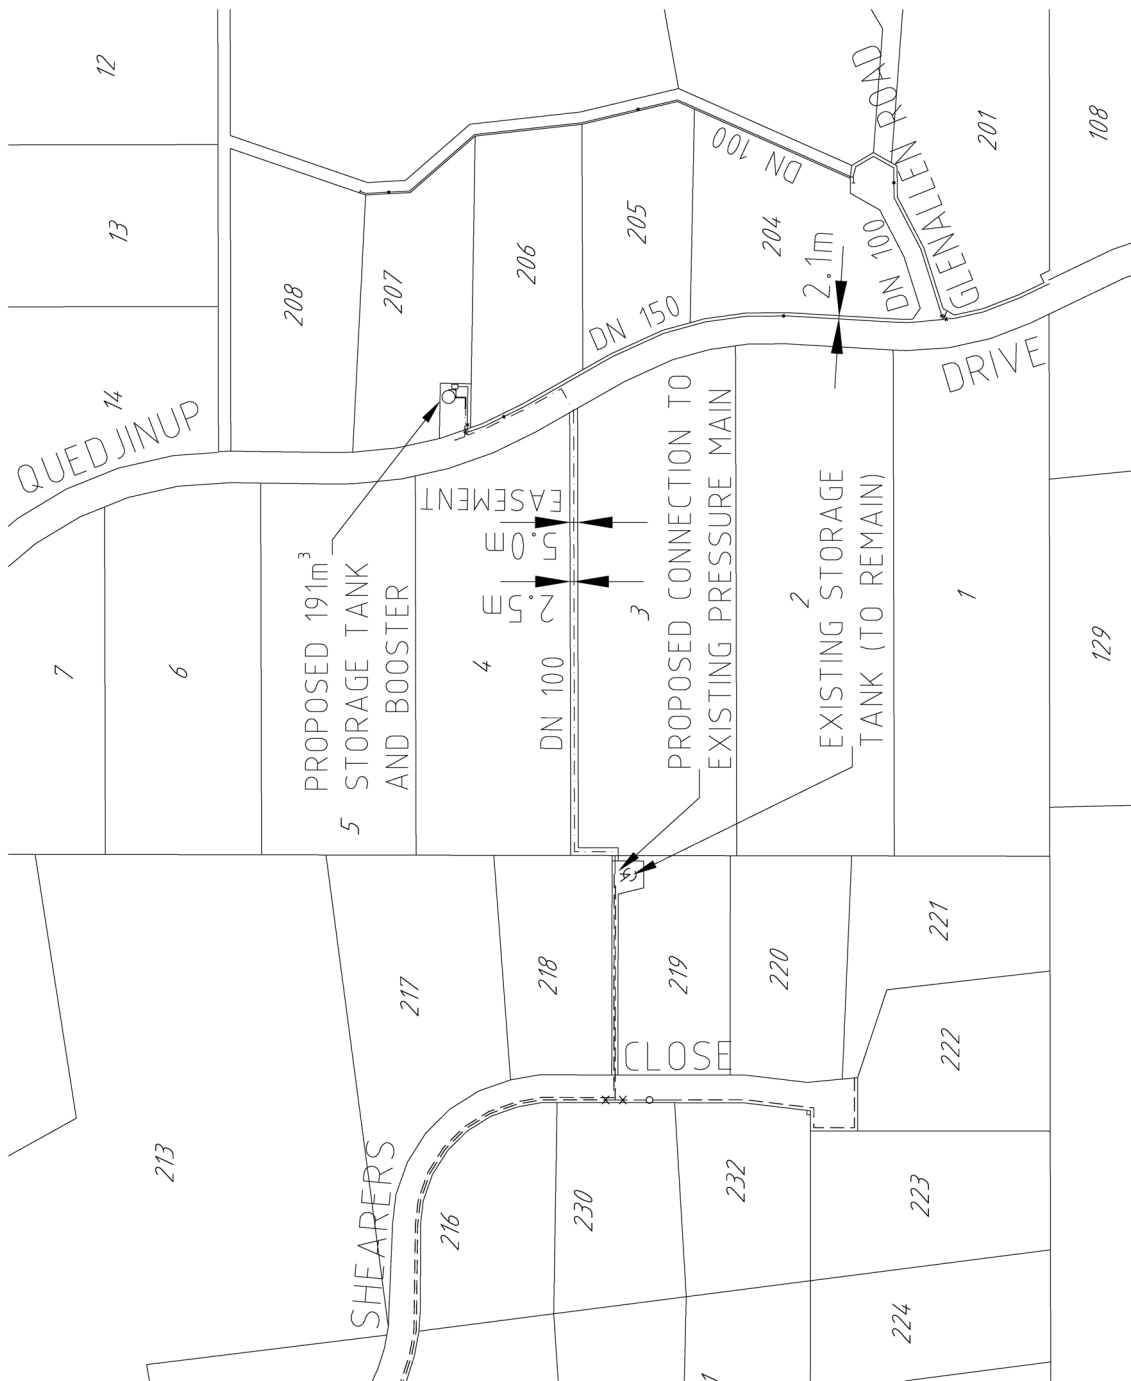 12
13
14
QUEDJINUP
DRIVE
GLENALLEN ROAD
201
108
208
207
206
205
204
DN 100
DN 100
DN 150
2.1m
PROPOSED 191m³
STORAGE TANK
AND BOOSTER
EASEMENT
5.0m
2.5m
DN 100
PROPOSED CONNECTION TO
EXISTING PRESSURE MAIN
EXISTING STORAGE
TANK (TO REMAIN)
7
6
5
4
3
2
1
129
217
218
219
220
221
222
SHEARERS
CLOSE
213
216
230
232
223
224